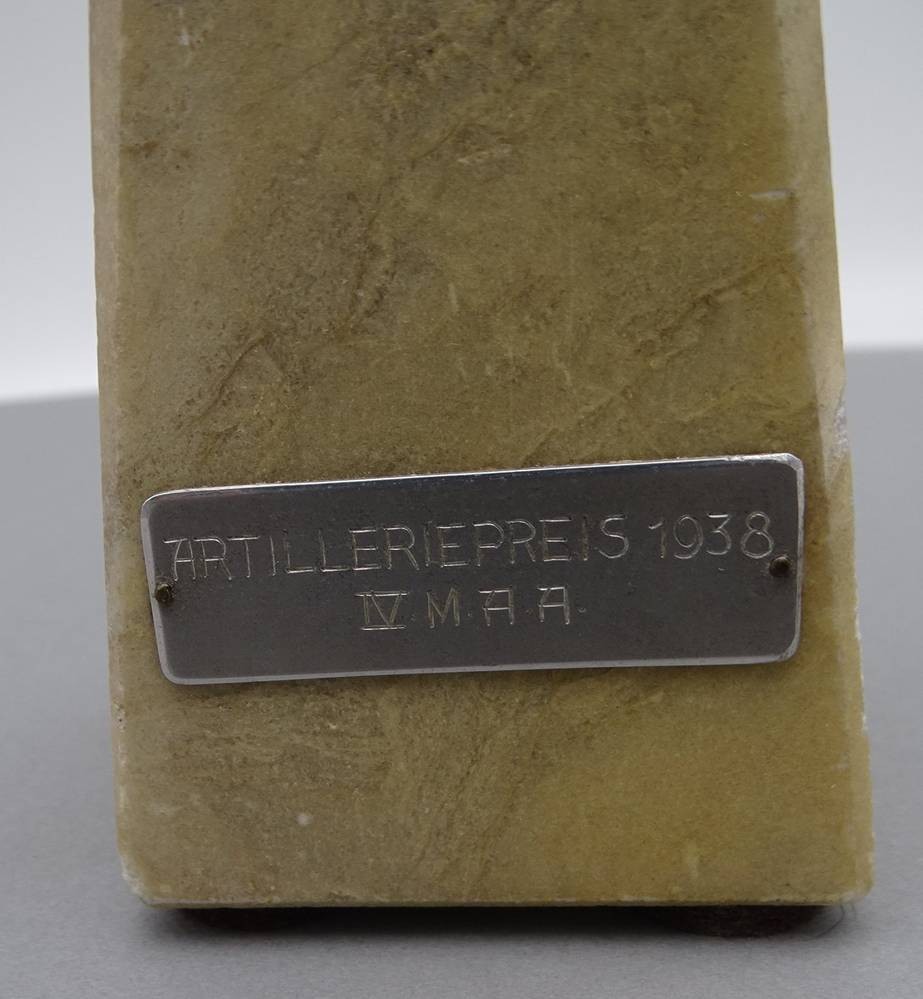 ARTILLERIEPREIS 1938
IV. M. A. A.